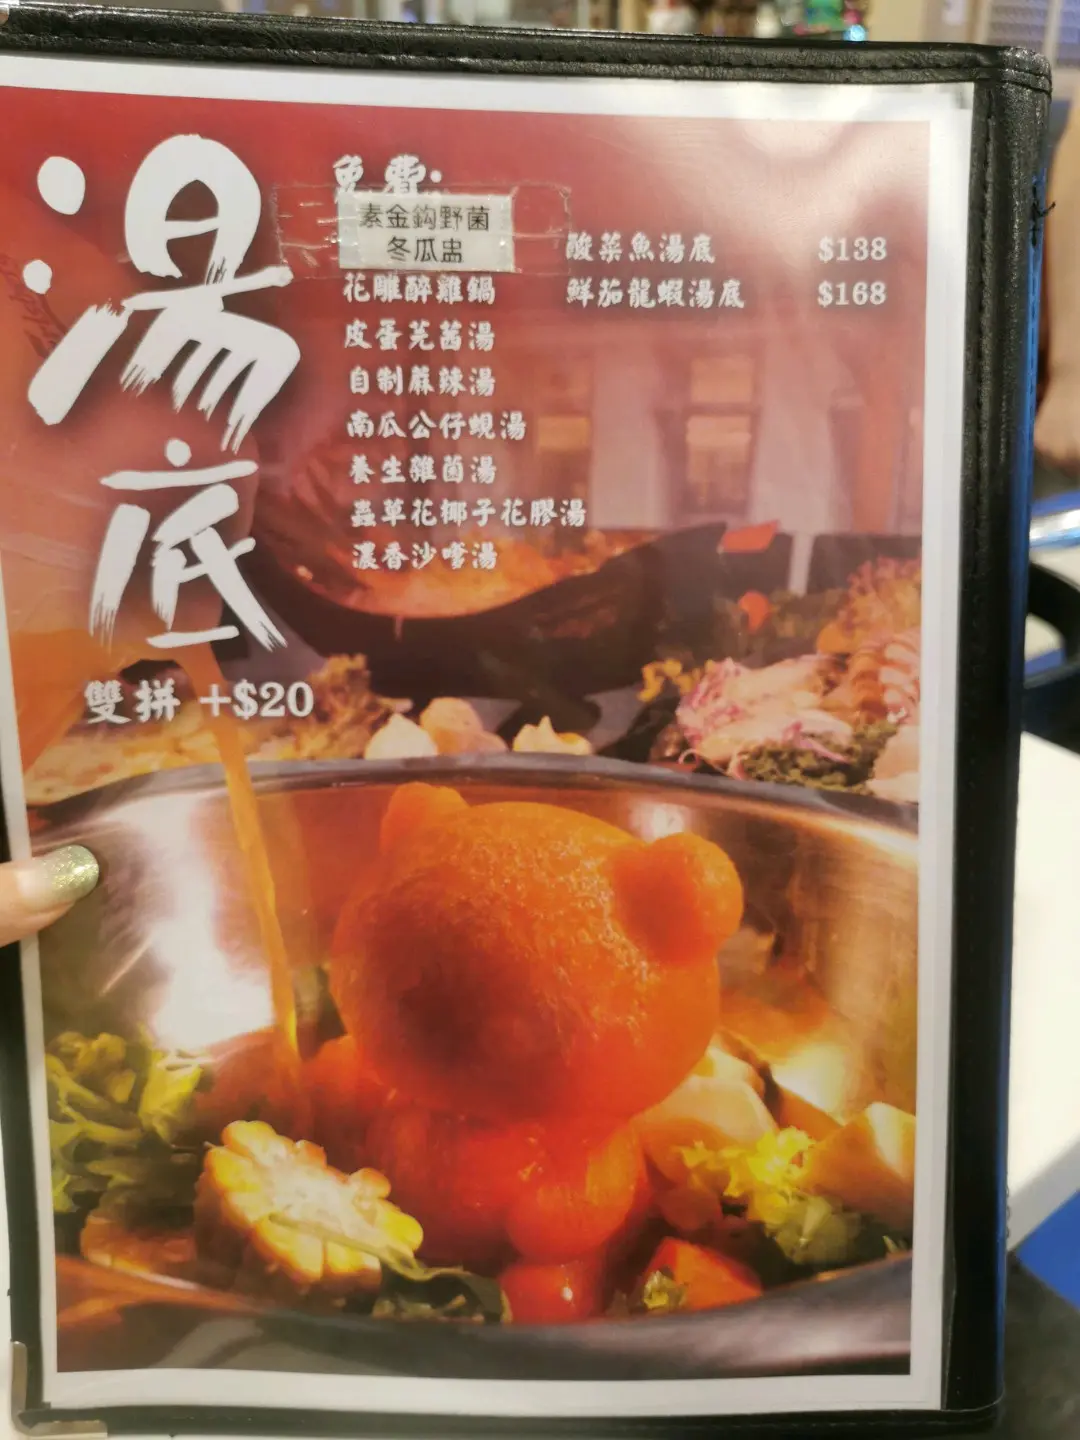 湯底
免費:
素金鈎野菌
冬瓜盅
花雕醉雞鍋
皮蛋芫茜湯
自制麻辣湯
南瓜公仔蜆湯
養生雜菌湯
蟲草花椰子花膠湯
濃香沙嗲湯
酸菜魚湯底 $138
鮮茄龍蝦湯底 $168
雙拼 +$20